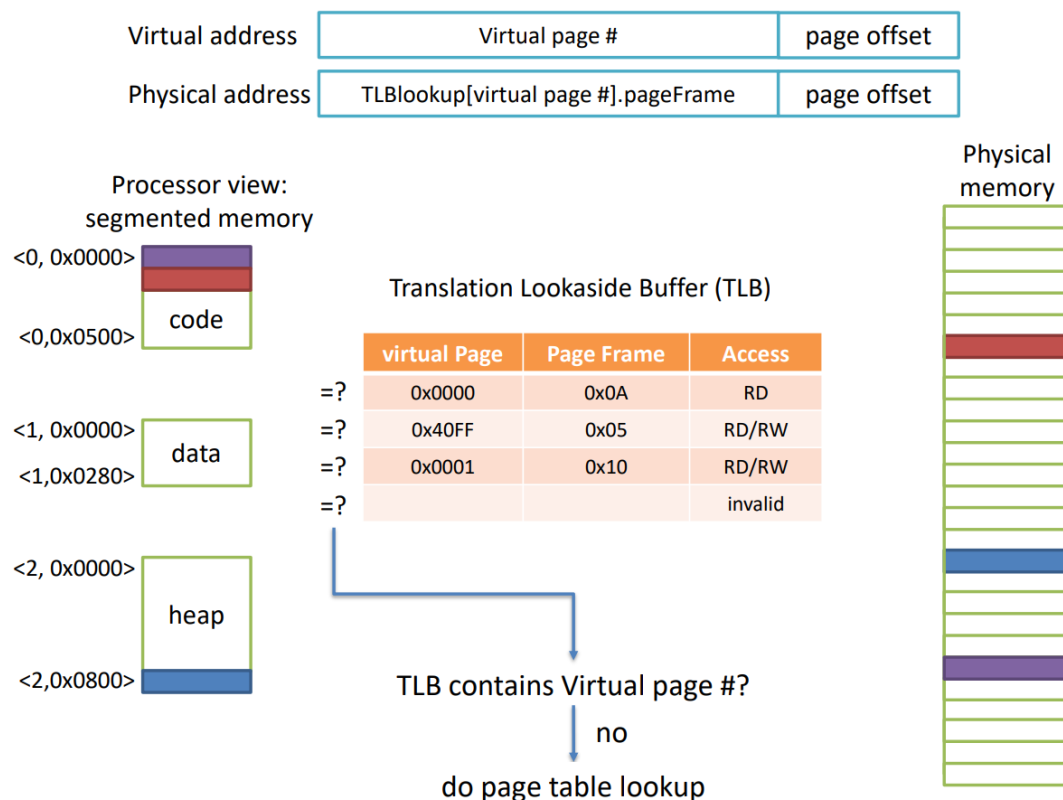 Virtual address
Virtual page #
page offset
Physical address
TLBlookup[virtual page #].pageFrame
page offset
Processor view:
segmented memory
<0, 0x0000>
code
<0,0x0500>
<1, 0x0000>
data
<1,0x0280>
<2, 0x0000>
heap
<2,0x0800>
Translation Lookaside Buffer (TLB)
virtual Page Page Frame Access
=? 0x0000 0x0A RD
=? 0x40FF 0x05 RD/RW
=? 0x0001 0x10 RD/RW
=? invalid
TLB contains Virtual page #?
no
do page table lookup
Physical
memory